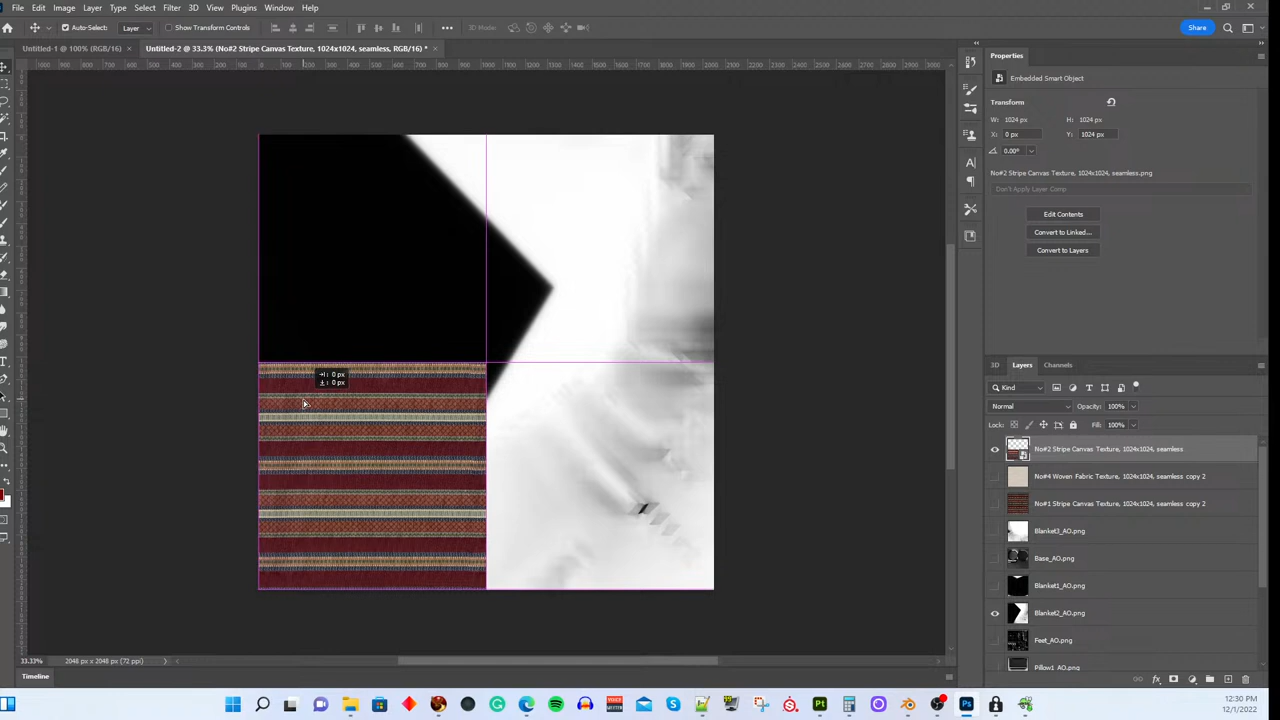 File Edit Image Layer Type Select Filter 3D View Plugins Window Help
Auto-Select: Layer Show Transform Controls 3D Mode: Share
Untitled-1 @ 100% (RGB/16) × Untitled-2 @ 33.3% (No#2 Stripe Canvas Texture, 1024x1024, seamless, RGB/16) * ×
Properties
Embedded Smart Object
Transform
W: 1024 px H: 1024 px
X: 0 px Y: 1024 px
0.00°
No#2 Stripe Canvas Texture, 1024x1024, seamless.png
Don't Apply Layer Comp
Edit Contents
Convert to Linked...
Convert to Layers
3D Layers Channels
Kind
Normal Opacity: 100%
Lock: Fill: 100%
No#2 Stripe Canvas Texture, 1024x1024, seamless
No#4 Woven Fabric Texture, 1024x1024, seamless copy 2
No#1 Stripe Canvas Texture, 1024x1024, seamless copy 2
Blanket3_AO.png
Base_AO.png
Blanket1_AO.png
Blanket2_AO.png
Feet_AO.png
Pillow1_AO.png
: 0 px
: 0 px
33.33% 2048 px x 2048 px (72 ppi)
Timeline
12:30 PM
12/1/2022